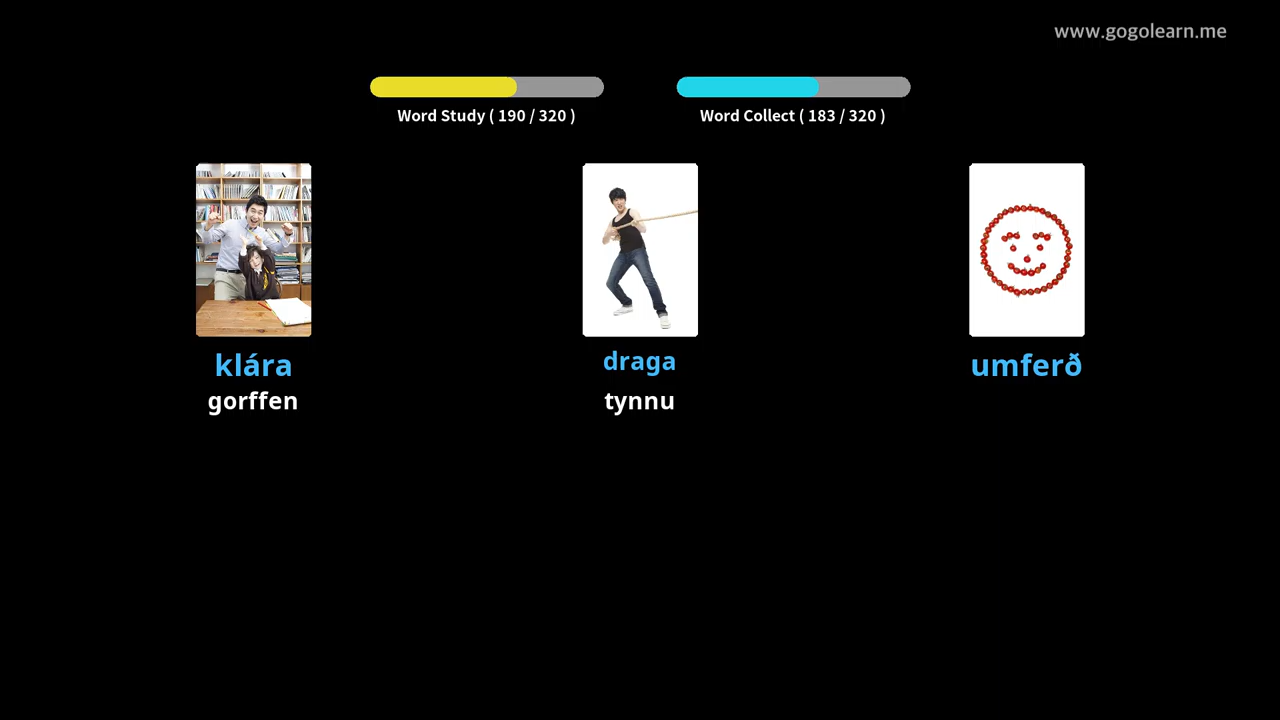 www.gogolearn.me
Word Study ( 190 / 320 )
Word Collect ( 183 / 320 )
klára
draga
umferð
gorffen
tynnu